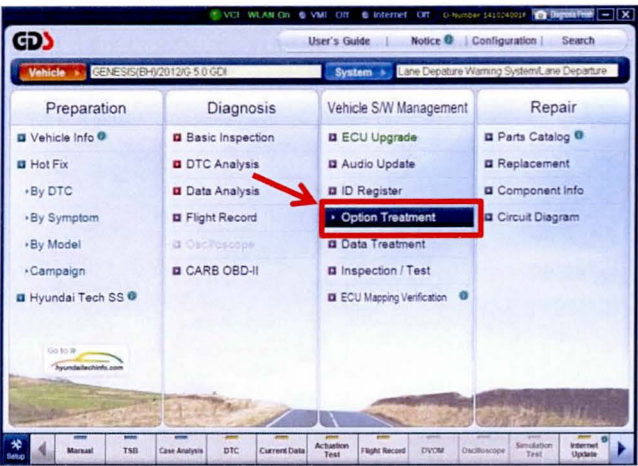 VCI WLAN On VMI Off Internet Off
GDS
User's Guide | Notice | Configuration | Search
Vehicle GENESIS(BH)/2012/G 5.0 GDI System Lane Depature Warning System/Lane Departure
Preparation
Vehicle Info
Hot Fix
By DTC
By Symptom
By Model
Campaign
Hyundai Tech SS
Go to
hyundaitechinfo.com
Diagnosis
Basic Inspection
DTC Analysis
Data Analysis
Flight Record
Oscilloscope
CARB OBD-II
Vehicle S/W Management
ECU Upgrade
Audio Update
ID Register
Option Treatment
Data Treatment
Inspection / Test
ECU Mapping Verification
Repair
Parts Catalog
Replacement
Component Info
Circuit Diagram
Setup Manual TSB Case Analysis DTC Current Data Actuation Test Flight Record DVOM Oscilloscope Simulation Test Internet Update